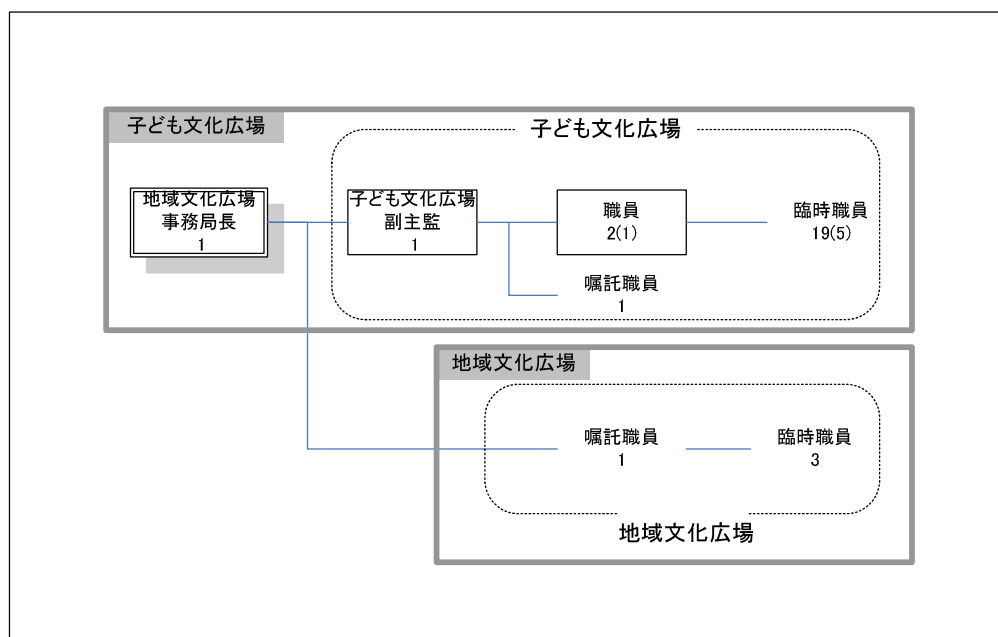 子ども文化広場
子ども文化広場
地域文化広場
事務局長
1
子ども文化広場
副主監
1
職員
2(1)
臨時職員
19(5)
嘱託職員
1
地域文化広場
嘱託職員
1
臨時職員
3
地域文化広場